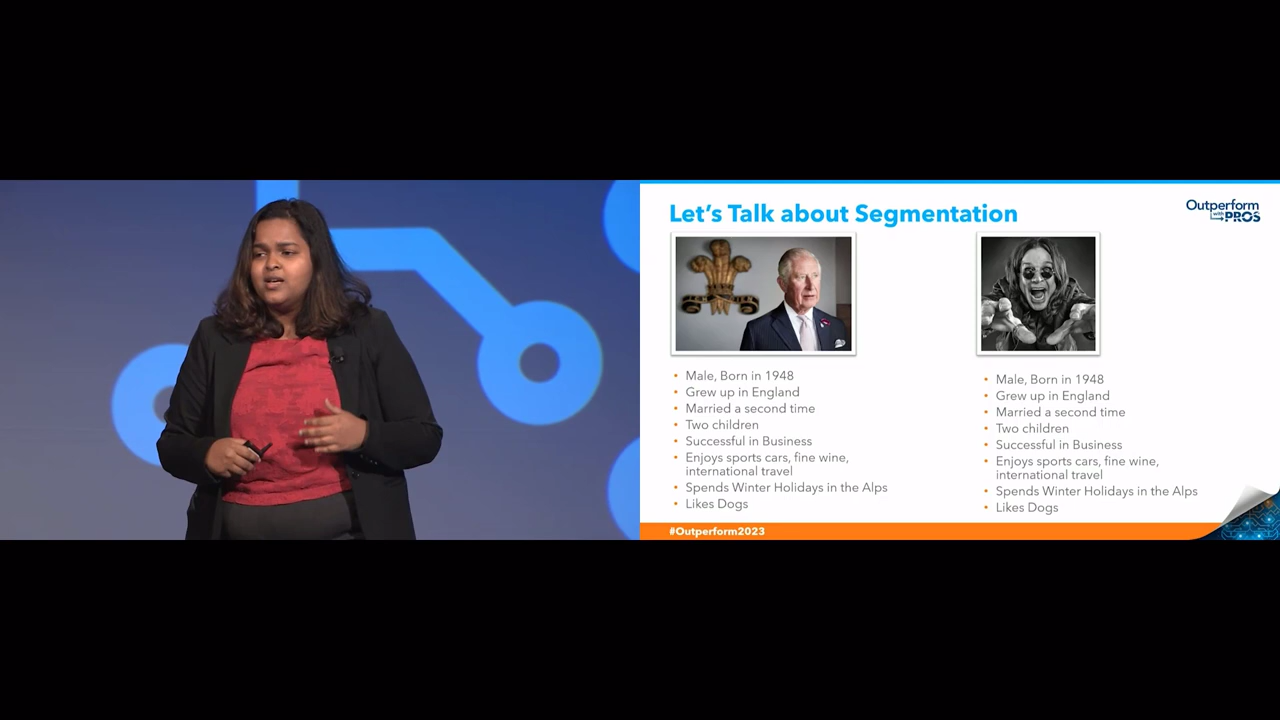 Let's Talk about Segmentation
Outperform
with
PROS
• Male, Born in 1948
• Grew up in England
• Married a second time
• Two children
• Successful in Business
• Enjoys sports cars, fine wine,
international travel
• Spends Winter Holidays in the Alps
• Likes Dogs
• Male, Born in 1948
• Grew up in England
• Married a second time
• Two children
• Successful in Business
• Enjoys sports cars, fine wine,
international travel
• Spends Winter Holidays in the Alps
• Likes Dogs
#Outperform2023